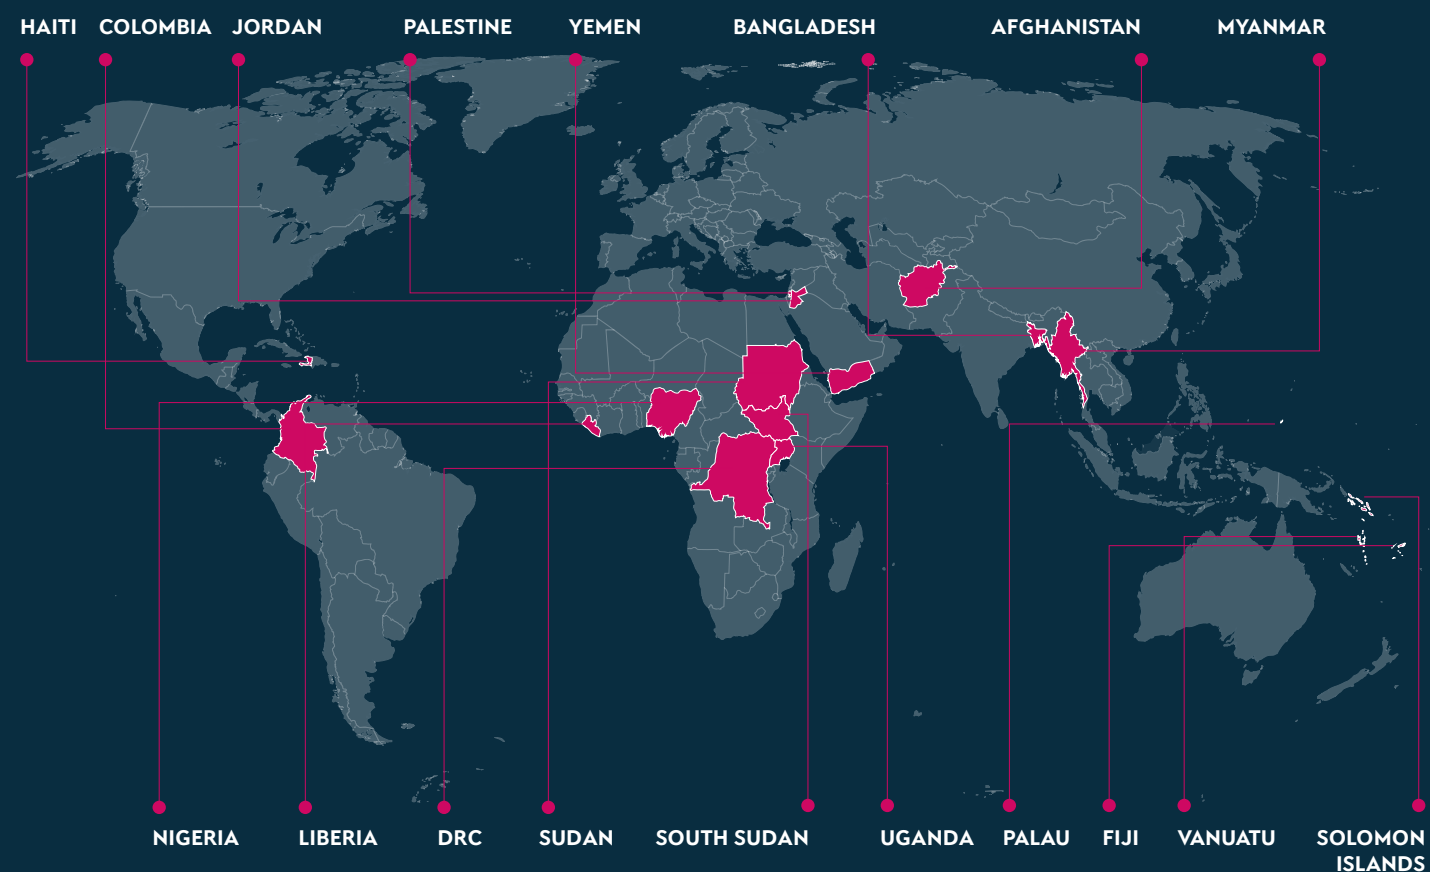 HAITI
COLOMBIA
JORDAN
PALESTINE
YEMEN
BANGLADESH
AFGHANISTAN
MYANMAR
NIGERIA
LIBERIA
DRC
SUDAN
SOUTH SUDAN
UGANDA
PALAU
FIJI
VANUATU
SOLOMON
ISLANDS